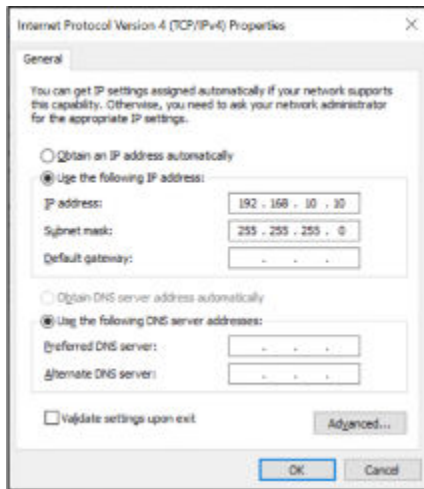 Internet Protocol Version 4 (TCP/IPv4) Properties
General
You can get IP settings assigned automatically if your network supports
this capability. Otherwise, you need to ask your network administrator
for the appropriate IP settings.
Obtain an IP address automatically
Use the following IP address:
IP address: 192 . 168 . 10 . 10
Subnet mask: 255 . 255 . 255 . 0
Default gateway: . . .
Obtain DNS server address automatically
Use the following DNS server addresses:
Preferred DNS server: . . .
Alternate DNS server: . . .
Validate settings upon exit
Advanced...
OK Cancel